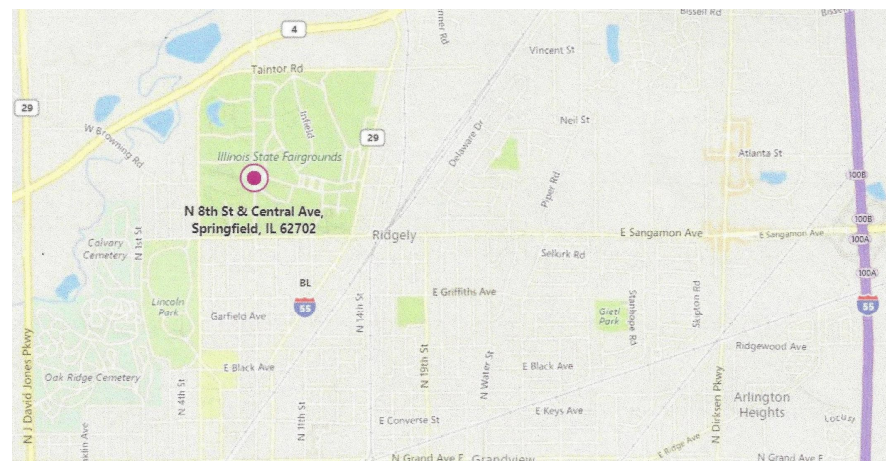 Bissell Rd
4
Vincent St
Taintor Rd
29
29
Infield
Neil St
W Browning Rd
Delaware Dr
Illinois State Fairgrounds
Atlanta St
Piper Rd
100B
N 8th St & Central Ave,
Springfield, IL 62702
N 1st St
100B
Ridgely
E Sangamon Ave
E Sangamon Ave
100A
Calvary
Cemetery
Selkirk Rd
100A
BL
55
E Griffiths Ave
Lincoln
Park
Garfield Ave
N 14th St
Gietl
Park
Stanhope Rd
Skipton Rd
55
N J David Jones Pkwy
Ridgewood Ave
E Black Ave
E Black Ave
Oak Ridge Cemetery
N 4th St
N 19th St
N Water St
N Dirksen Pkwy
Arlington
Heights
N 11th St
E Converse St
E Keys Ave
Locust
E Ridge Ave
N Grand Ave E
Grandview
N Grand Ave E